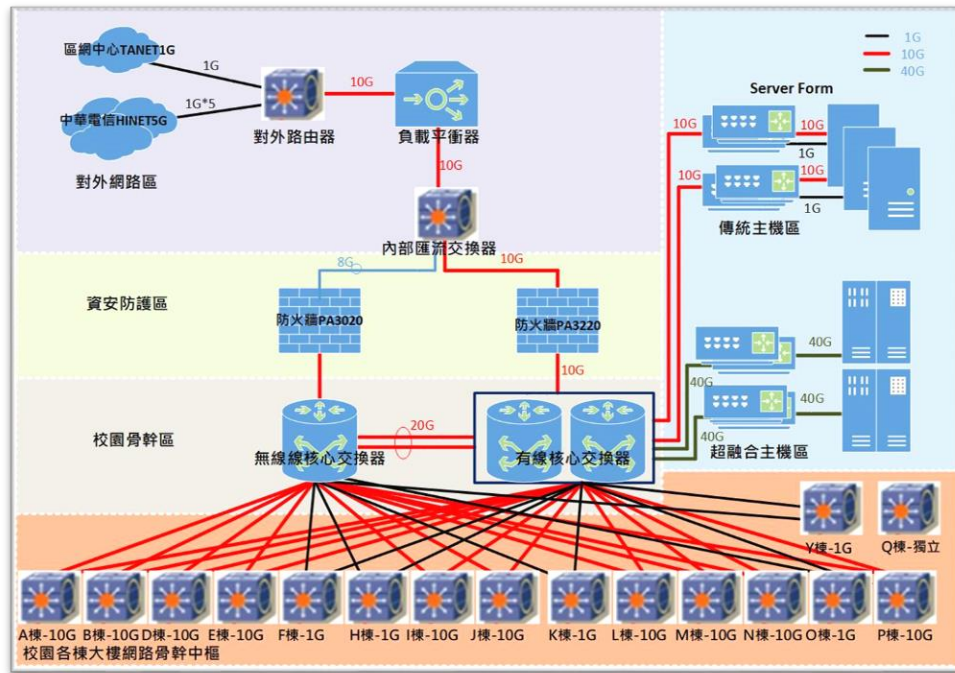 區網中心TANET1G
1G
中華電信HINET5G
1G*5
對外路由器
10G
負載平衡器
對外網路區
10G
內部匯流交換器
8G
10G
資安防護區
防火牆PA3020
防火牆PA3220
10G
校園骨幹區
20G
無線線核心交換器
有線核心交換器
1G
10G
40G
Server Form
10G
10G
1G
10G
10G
1G
傳統主機區
40G
40G
40G
40G
超融合主機區
Y棟-1G
Q棟-獨立
A棟-10G
B棟-10G
D棟-10G
E棟-10G
F棟-1G
H棟-1G
I棟-10G
J棟-10G
K棟-1G
L棟-10G
M棟-10G
N棟-10G
O棟-1G
P棟-10G
校園各棟大樓網路骨幹中樞